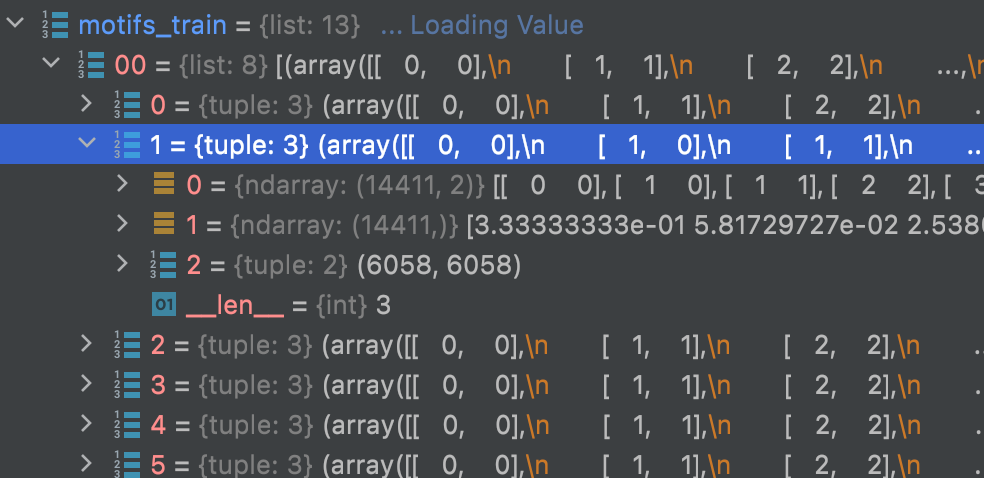 motifs_train = {list: 13} ... Loading Value
00 = {list: 8} [(array([[ 0, 0],\n [ 1, 1],\n [ 2, 2],\n ...,\n
0 = {tuple: 3} (array([[ 0, 0],\n [ 1, 1],\n [ 2, 2],\n .
1 = {tuple: 3} (array([[ 0, 0],\n [ 1, 0],\n [ 1, 1],\n ..
0 = {ndarray: (14411, 2)} [[ 0 0],[ 1 0],[ 1 1],[ 2 2],[ 3
1 = {ndarray: (14411,)} [3.33333333e-01 5.81729727e-02 2.538
2 = {tuple: 2} (6058, 6058)
01 __len__ = {int} 3
2 = {tuple: 3} (array([[ 0, 0],\n [ 1, 1],\n [ 2, 2],\n ..
3 = {tuple: 3} (array([[ 0, 0],\n [ 1, 1],\n [ 2, 2],\n .
4 = {tuple: 3} (array([[ 0, 0],\n [ 1, 1],\n [ 2, 2],\n .
5 = {tuple: 3} (array([[ 0, 0],\n [ 1, 1],\n [ 2, 2],\n .